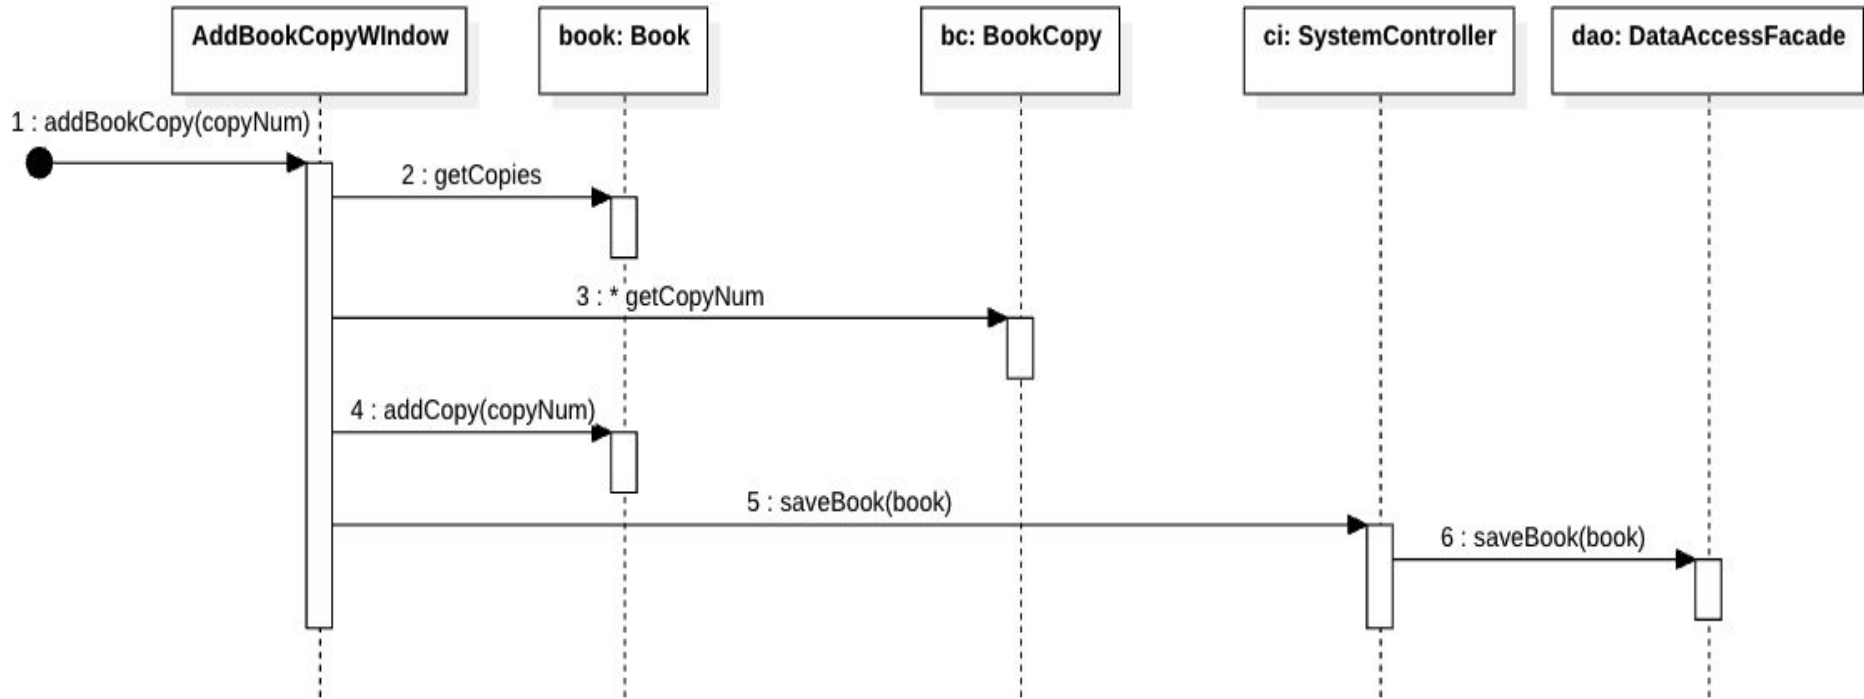 AddBookCopyWIndow
book: Book
bc: BookCopy
ci: SystemController
dao: DataAccessFacade
1 : addBookCopy(copyNum)
2 : getCopies
3 : * getCopyNum
4 : addCopy(copyNum)
5 : saveBook(book)
6 : saveBook(book)